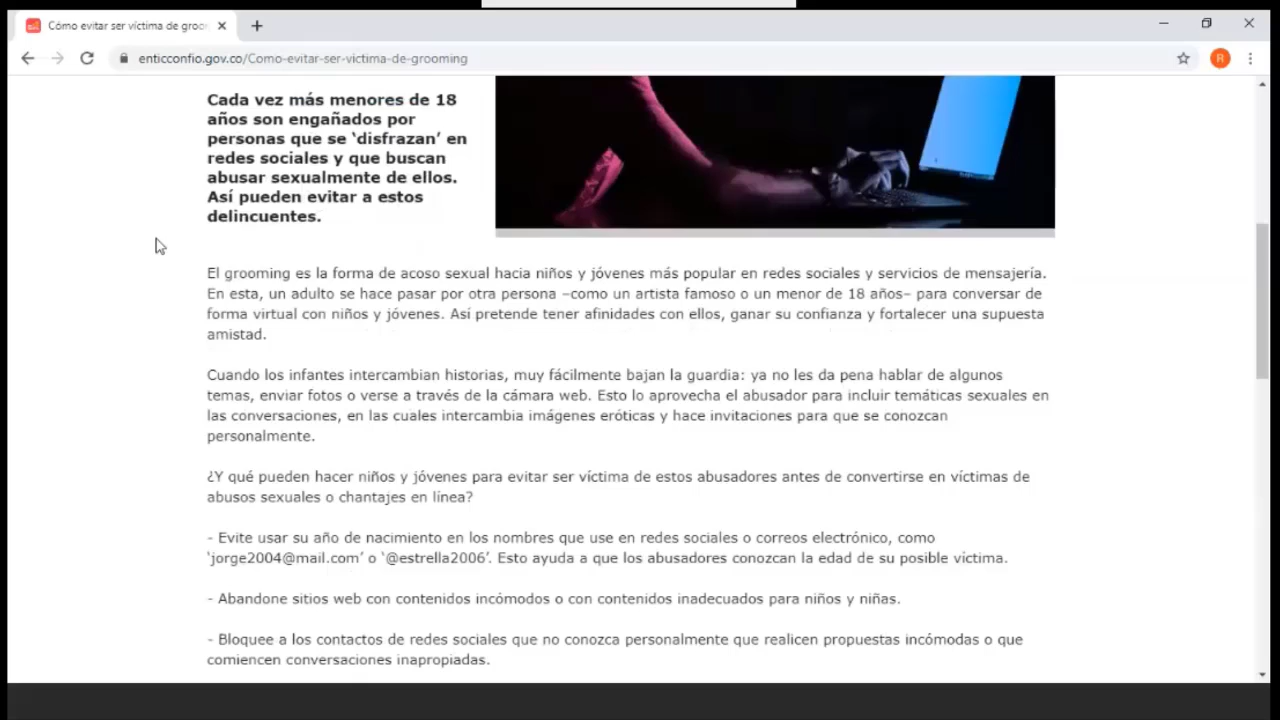 Cómo evitar ser víctima de groo
enticconfio.gov.co/Como-evitar-ser-victima-de-grooming
R
Cada vez más menores de 18
años son engañados por
personas que se ‘disfrazan’ en
redes sociales y que buscan
abusar sexualmente de ellos.
Así pueden evitar a estos
delincuentes.
El grooming es la forma de acoso sexual hacia niños y jóvenes más popular en redes sociales y servicios de mensajería.
En esta, un adulto se hace pasar por otra persona –como un artista famoso o un menor de 18 años– para conversar de
forma virtual con niños y jóvenes. Así pretende tener afinidades con ellos, ganar su confianza y fortalecer una supuesta
amistad.
Cuando los infantes intercambian historias, muy fácilmente bajan la guardia: ya no les da pena hablar de algunos
temas, enviar fotos o verse a través de la cámara web. Esto lo aprovecha el abusador para incluir temáticas sexuales en
las conversaciones, en las cuales intercambia imágenes eróticas y hace invitaciones para que se conozcan
personalmente.
¿Y qué pueden hacer niños y jóvenes para evitar ser víctima de estos abusadores antes de convertirse en víctimas de
abusos sexuales o chantajes en línea?
- Evite usar su año de nacimiento en los nombres que use en redes sociales o correos electrónico, como
‘jorge2004@mail.com’ o ‘@estrella2006’. Esto ayuda a que los abusadores conozcan la edad de su posible víctima.
- Abandone sitios web con contenidos incómodos o con contenidos inadecuados para niños y niñas.
- Bloquee a los contactos de redes sociales que no conozca personalmente que realicen propuestas incómodas o que
comiencen conversaciones inapropiadas.